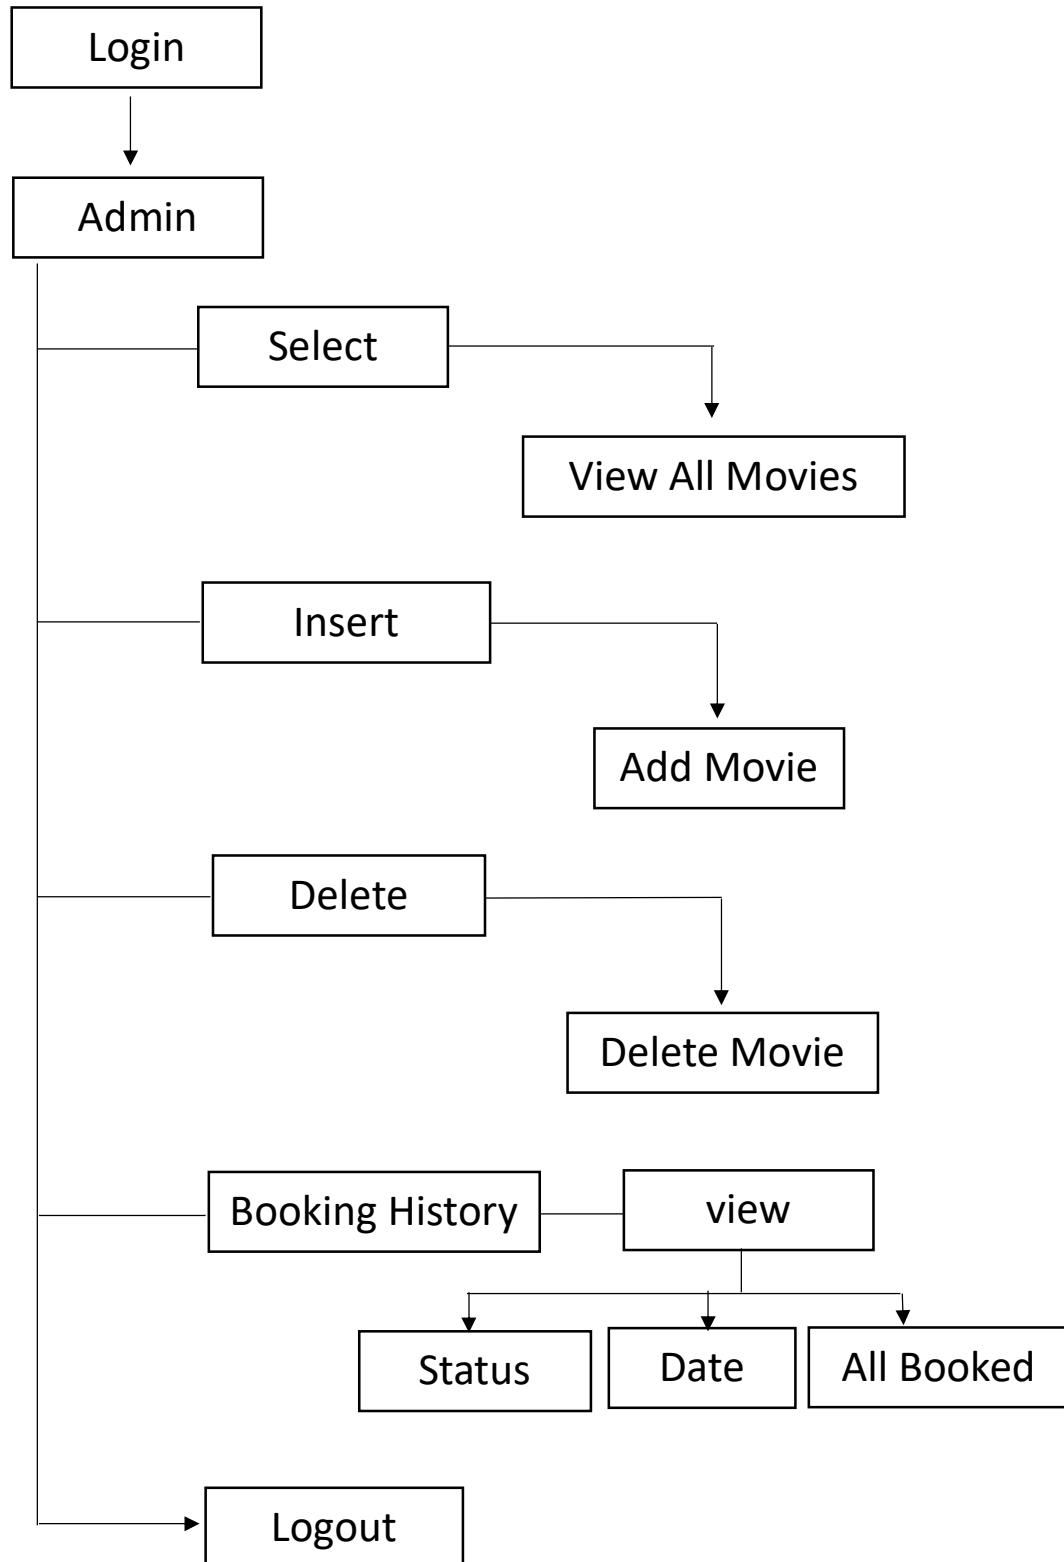 Login
Admin
Select
View All Movies
Insert
Add Movie
Delete
Delete Movie
Booking History
view
Status
Date
All Booked
Logout